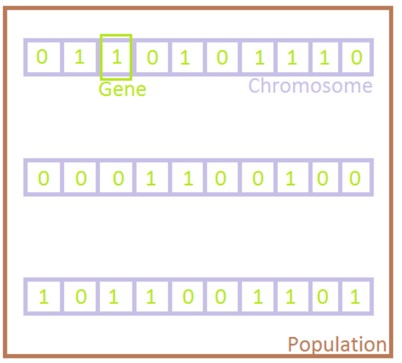 0 1 1 0 1 0 1 1 1 0
Gene Chromosome
0 0 0 1 1 0 0 1 0 0
1 0 1 1 0 0 1 1 0 1
Population